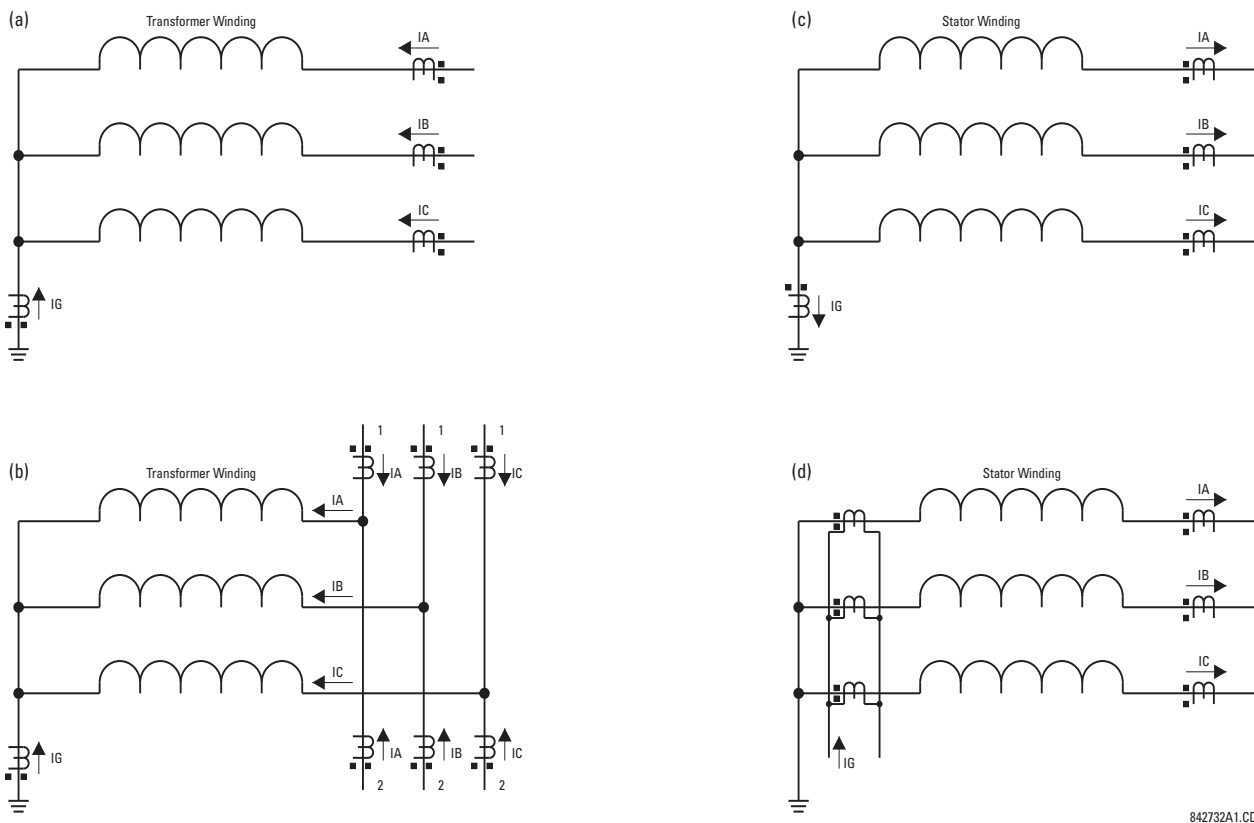 (a)
Transformer Winding
IA
IB
IC
IG
(c)
Stator Winding
IA
IB
IC
IG
(b)
Transformer Winding
1 1 1
IA IB IC
IA
IB
IC
IG
IA IB IC
2 2 2
(d)
Stator Winding
IA
IB
IC
IG
842732A1.CD